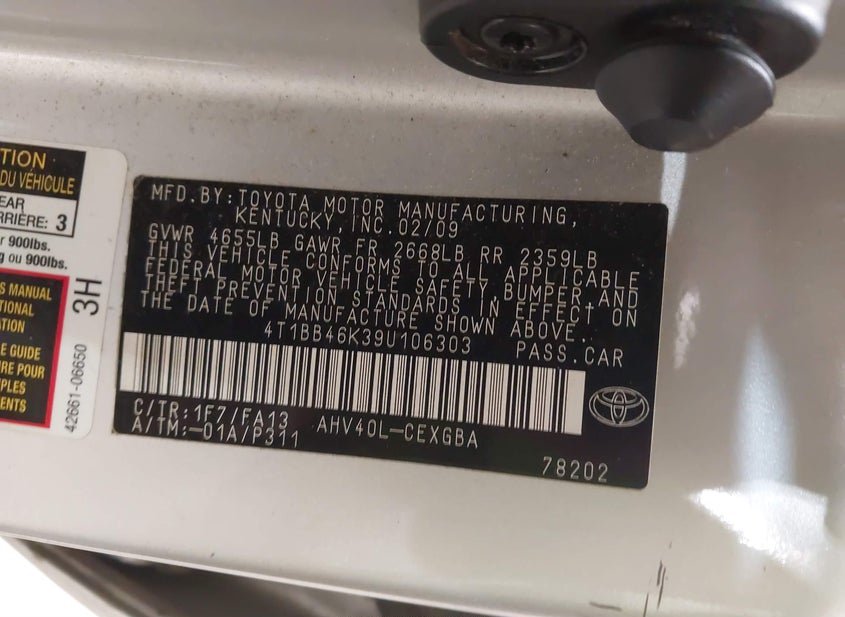 TION
DU VÉHICULE
EAR
RRIÈRE: 3
r 900lbs.
g ou 900lbs.
S MANUAL
TIONAL
ATION
E GUIDE
IRE POUR
PLES
ENTS
3H
42661-06650
MFD.BY:TOYOTA MOTOR MANUFACTURING,
KENTUCKY,INC.02/09
GVWR 4655LB GAWR FR 2668LB RR 2359LB
THIS VEHICLE CONFORMS TO ALL APPLICABLE
FEDERAL MOTOR VEHICLE SAFETY,BUMPER,AND
THEFT PREVENTION STANDARDS IN EFFECT ON
THE DATE OF MANUFACTURE SHOWN ABOVE.
4T1BB46K39U106303 PASS.CAR
C/TR:1F7/FA13
A/TM:-01A/P311 AHV40L-CEXGBA
78202